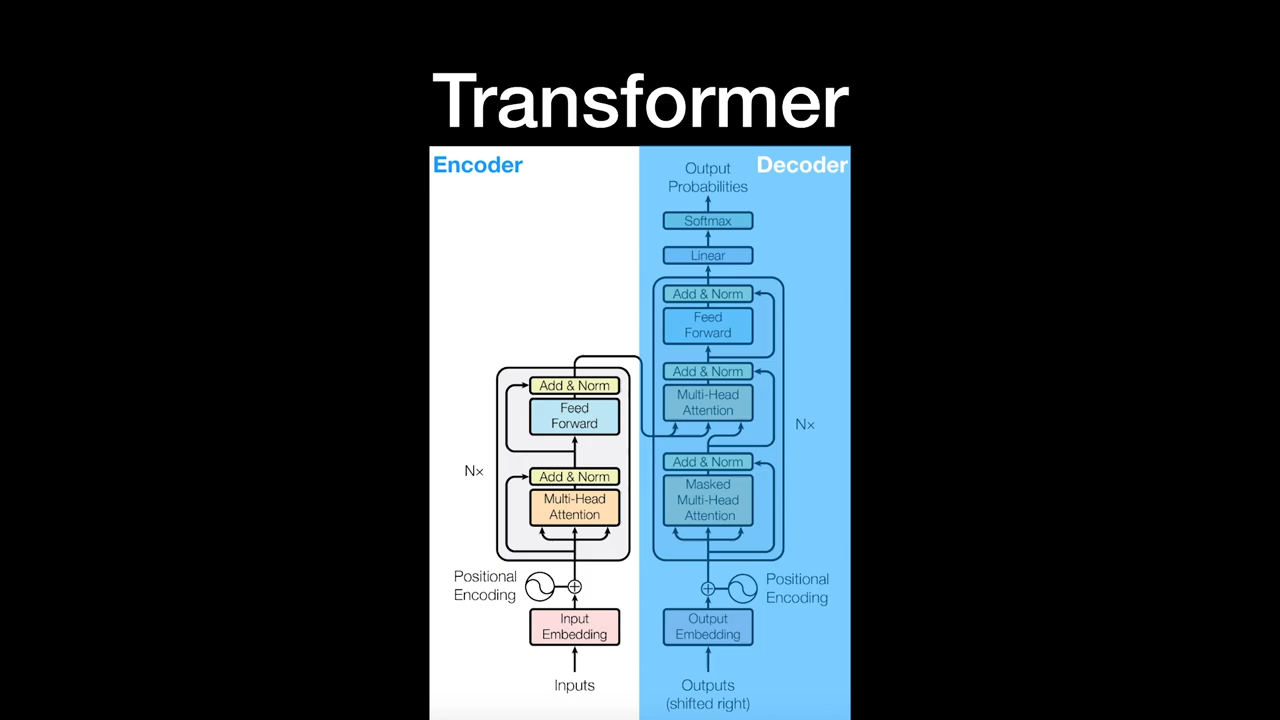 Transformer
Encoder
Add & Norm
Feed
Forward
Add & Norm
Multi-Head
Attention
N×
Positional
Encoding
Input
Embedding
Inputs
Decoder
Output
Probabilities
Softmax
Linear
Add & Norm
Feed
Forward
Add & Norm
Multi-Head
Attention
N×
Add & Norm
Masked
Multi-Head
Attention
Positional
Encoding
Output
Embedding
Outputs
(shifted right)